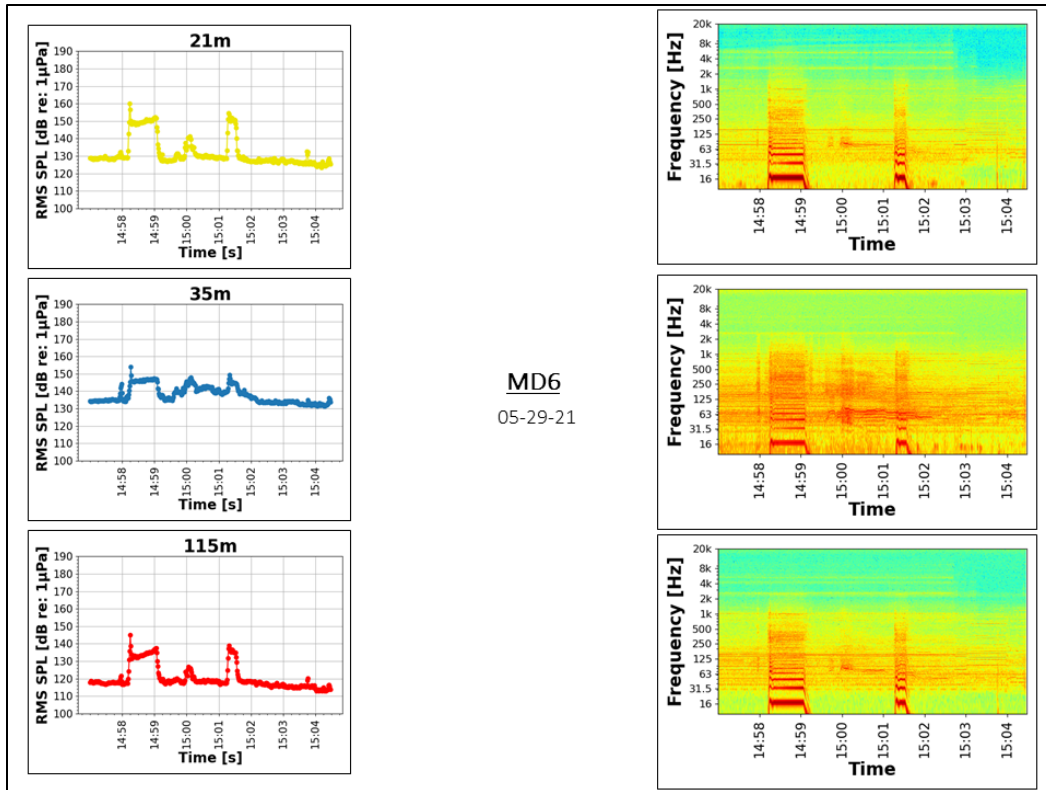 21m
RMS SPL [dB re: 1µPa]
190
180
170
160
150
140
130
120
110
100
14:58
14:59
15:00
15:01
15:02
15:03
15:04
Time [s]
35m
RMS SPL [dB re: 1µPa]
190
180
170
160
150
140
130
120
110
100
14:58
14:59
15:00
15:01
15:02
15:03
15:04
Time [s]
115m
RMS SPL [dB re: 1µPa]
190
180
170
160
150
140
130
120
110
100
14:58
14:59
15:00
15:01
15:02
15:03
15:04
Time [s]
MD6
05-29-21
Frequency [Hz]
20k
8k
4k
2k
1k
500
250
125
63
31.5
16
14:58
14:59
15:00
15:01
15:02
15:03
15:04
Time
Frequency [Hz]
20k
8k
4k
2k
1k
500
250
125
63
31.5
16
14:58
14:59
15:00
15:01
15:02
15:03
15:04
Time
Frequency [Hz]
20k
8k
4k
2k
1k
500
250
125
63
31.5
16
14:58
14:59
15:00
15:01
15:02
15:03
15:04
Time